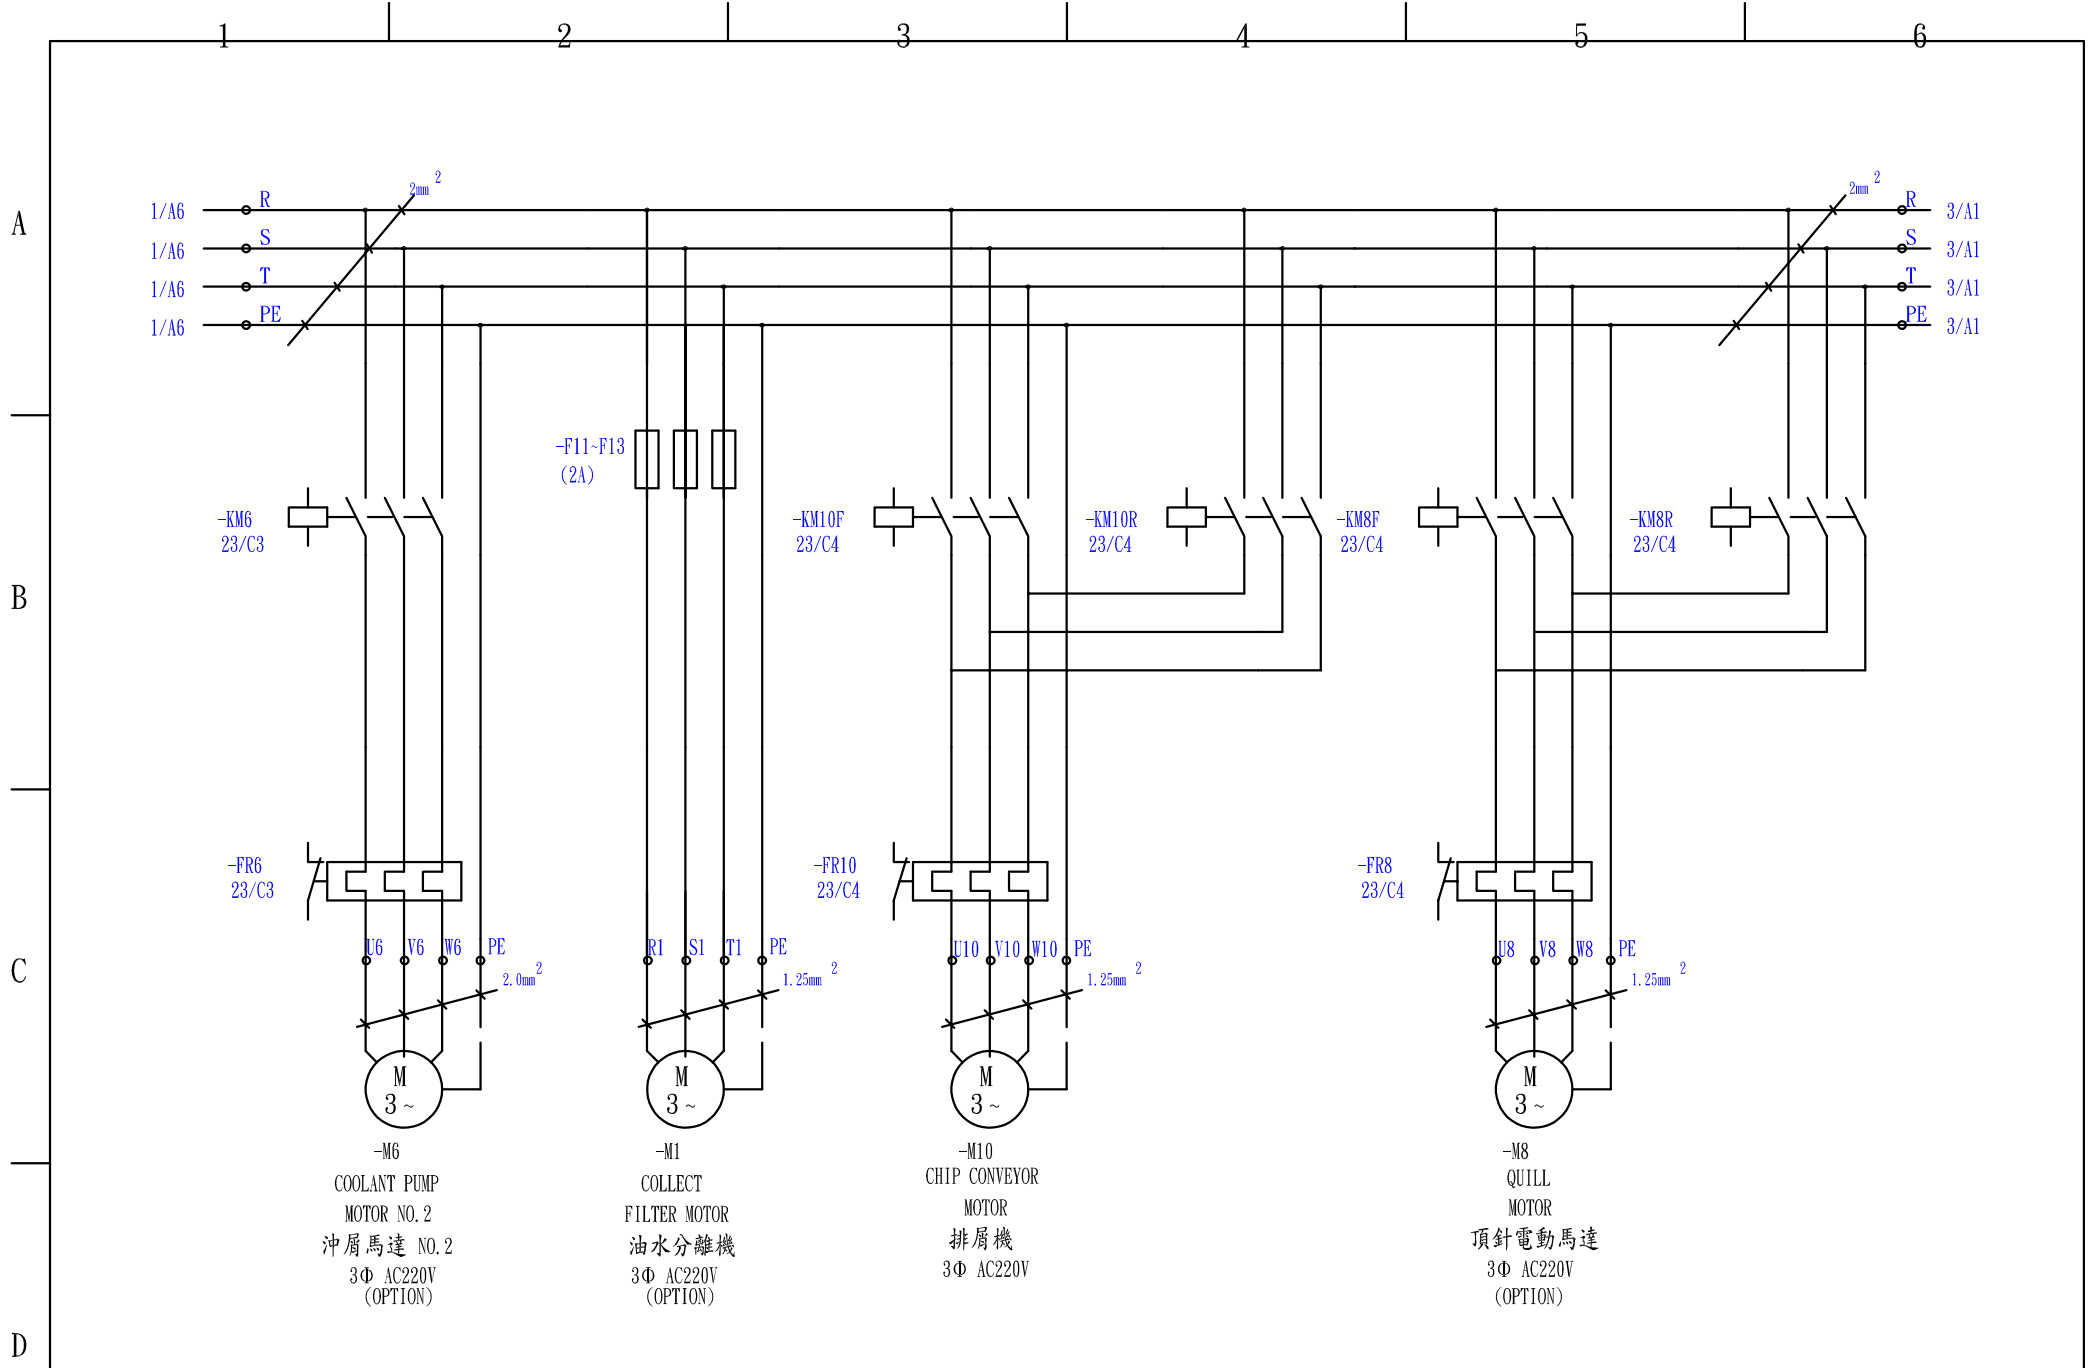 1 2 3 4 5 6
A
B
C
D
1/A6 R
1/A6 S
1/A6 T
1/A6 PE
2mm 2
2mm 2
R 3/A1
S 3/A1
T 3/A1
PE 3/A1
-F11~F13
(2A)
-KM6
23/C3
-KM10F
23/C4
-KM10R
23/C4
-KM8F
23/C4
-KM8R
23/C4
-FR6
23/C3
-FR10
23/C4
-FR8
23/C4
U6 V6 W6 PE
2.0mm 2
R1 S1 T1 PE
1.25mm 2
U10 V10 W10 PE
1.25mm 2
U8 V8 W8 PE
1.25mm 2
M
3~
M
3~
M
3~
M
3~
-M6
COOLANT PUMP
MOTOR NO.2
沖屑馬達 NO.2
3Φ AC220V
(OPTION)
-M1
COLLECT
FILTER MOTOR
油水分離機
3Φ AC220V
(OPTION)
-M10
CHIP CONVEYOR
MOTOR
排屑機
3Φ AC220V
-M8
QUILL
MOTOR
頂針電動馬達
3Φ AC220V
(OPTION)